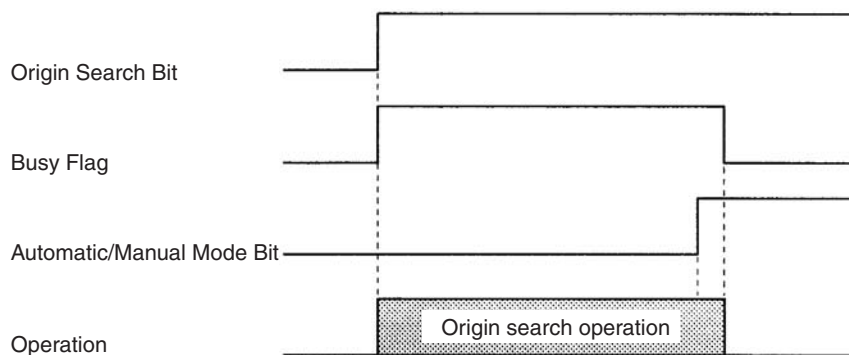 Origin Search Bit
Busy Flag
Automatic/Manual Mode Bit
Operation
Origin search operation